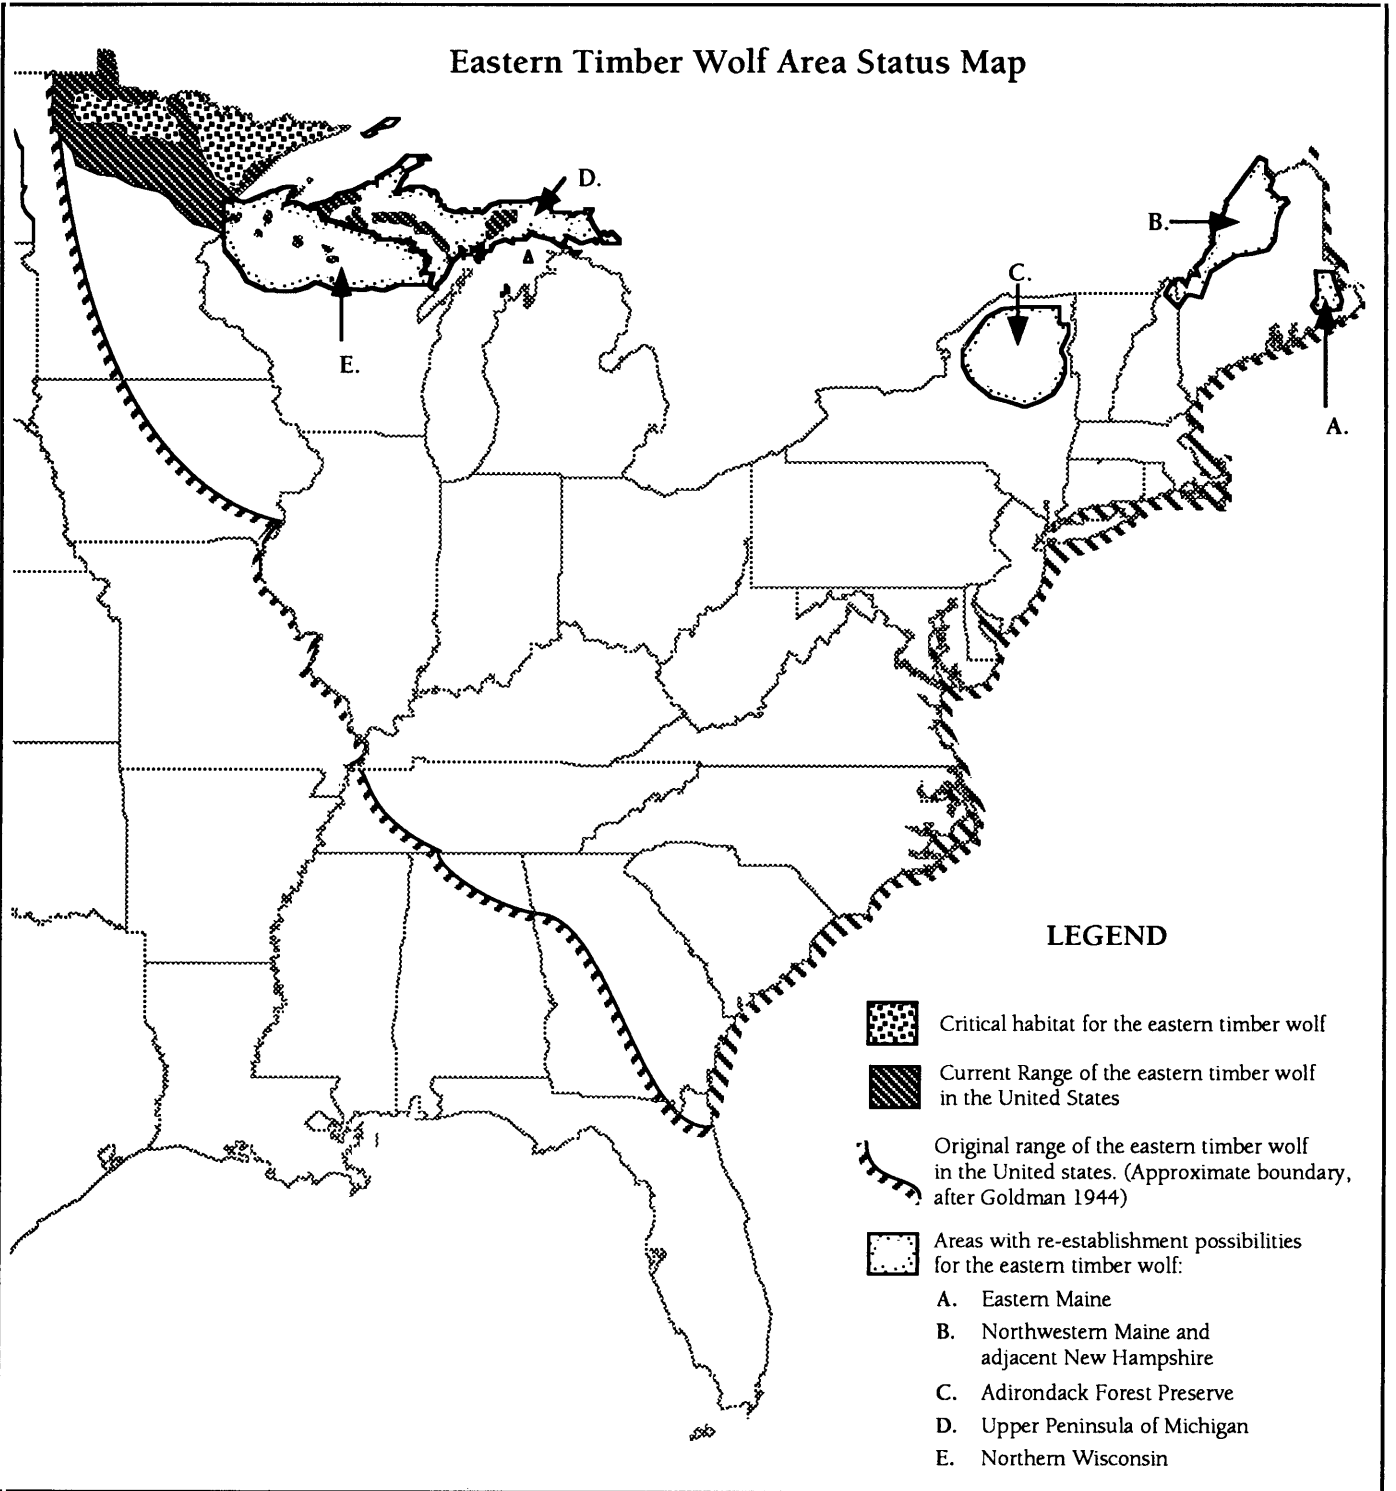 Eastern Timber Wolf Area Status Map
D.
B.
C.
E.
A.
LEGEND
Critical habitat for the eastern timber wolf
Current Range of the eastern timber wolf
in the United States
Original range of the eastern timber wolf
in the United states. (Approximate boundary,
after Goldman 1944)
Areas with re-establishment possibilities
for the eastern timber wolf:
A. Eastern Maine
B. Northwestern Maine and
adjacent New Hampshire
C. Adirondack Forest Preserve
D. Upper Peninsula of Michigan
E. Northern Wisconsin